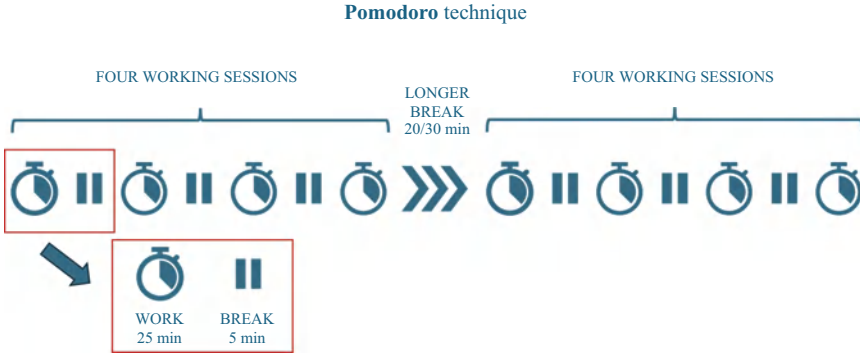 Pomodoro technique
FOUR WORKING SESSIONS
LONGER
BREAK
20/30 min
FOUR WORKING SESSIONS
WORK
25 min
BREAK
5 min